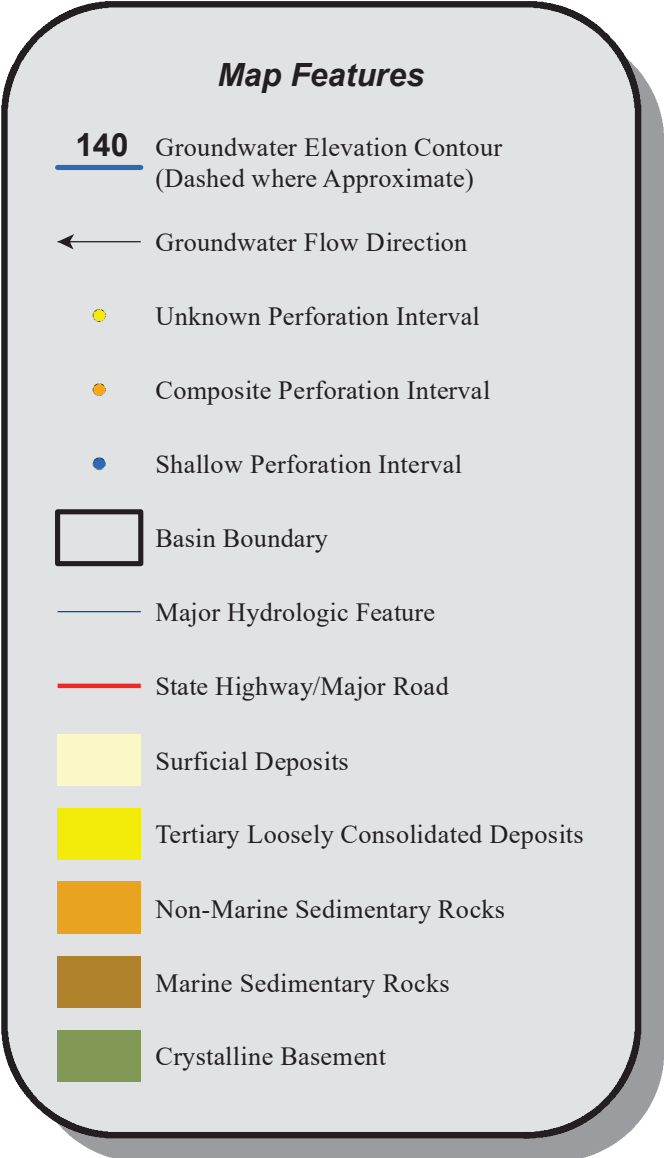 Map Features
140
Groundwater Elevation Contour
(Dashed where Approximate)
Groundwater Flow Direction
Unknown Perforation Interval
Composite Perforation Interval
Shallow Perforation Interval
Basin Boundary
Major Hydrologic Feature
State Highway/Major Road
Surficial Deposits
Tertiary Loosely Consolidated Deposits
Non-Marine Sedimentary Rocks
Marine Sedimentary Rocks
Crystalline Basement